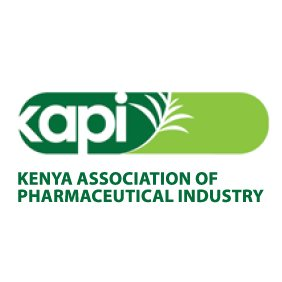 kapi
KENYA ASSOCIATION OF
PHARMACEUTICAL INDUSTRY